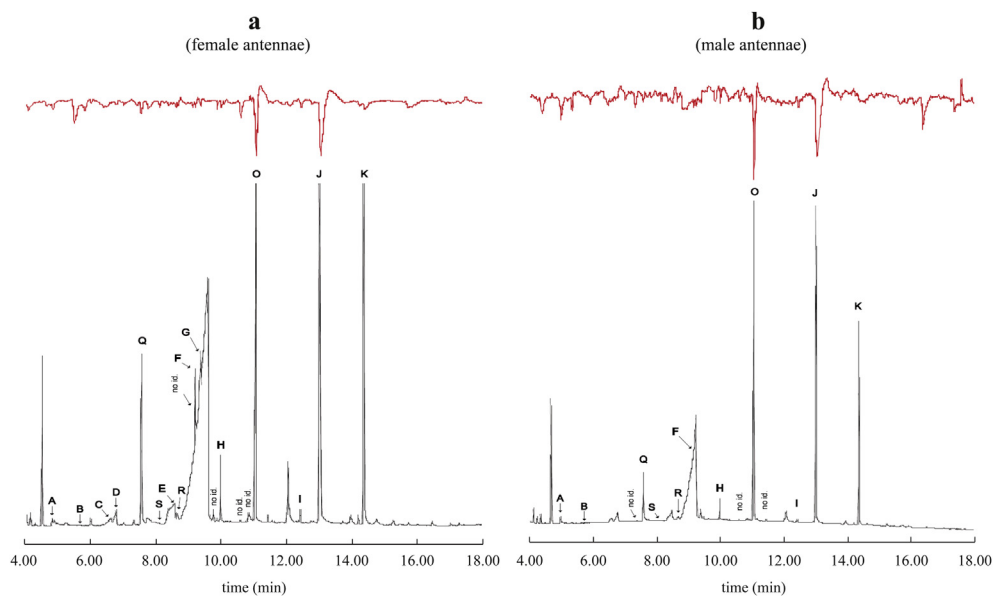 a
(female antennae)
O
J
K
Q
G
F
no id.
H
A
B
C
D
S
E
R
no id.
no id.
no id.
I
4.00
6.00
8.00
10.00
12.00
14.00
16.00
18.00
time (min)
b
(male antennae)
O
J
K
F
Q
A
B
no id.
S
R
H
no id.
no id.
I
4.00
6.00
8.00
10.00
12.00
14.00
16.00
18.00
time (min)